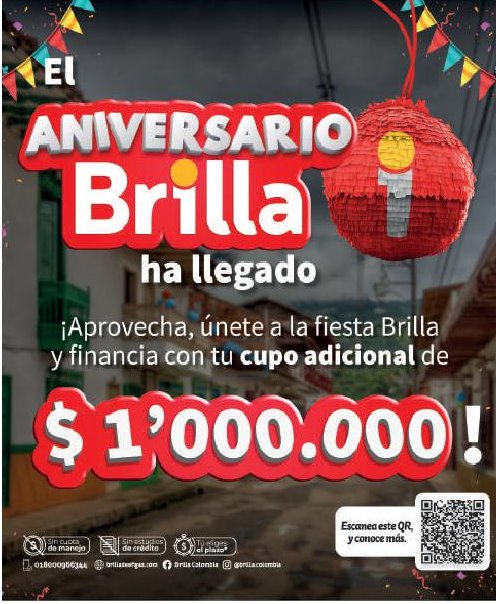 El
ANIVERSARIO
Brilla
ha llegado
¡Aprovecha, únete a la fiesta Brilla
y financia con tu cupo adicional de
$ 1'000.000 !
Escanea este QR,
y conoce más.
Sin cuota
de manejo
Sin estudios
de crédito
Tú eliges
el plazo*
018000966344
Brilla Colombia
@brilla.colombia